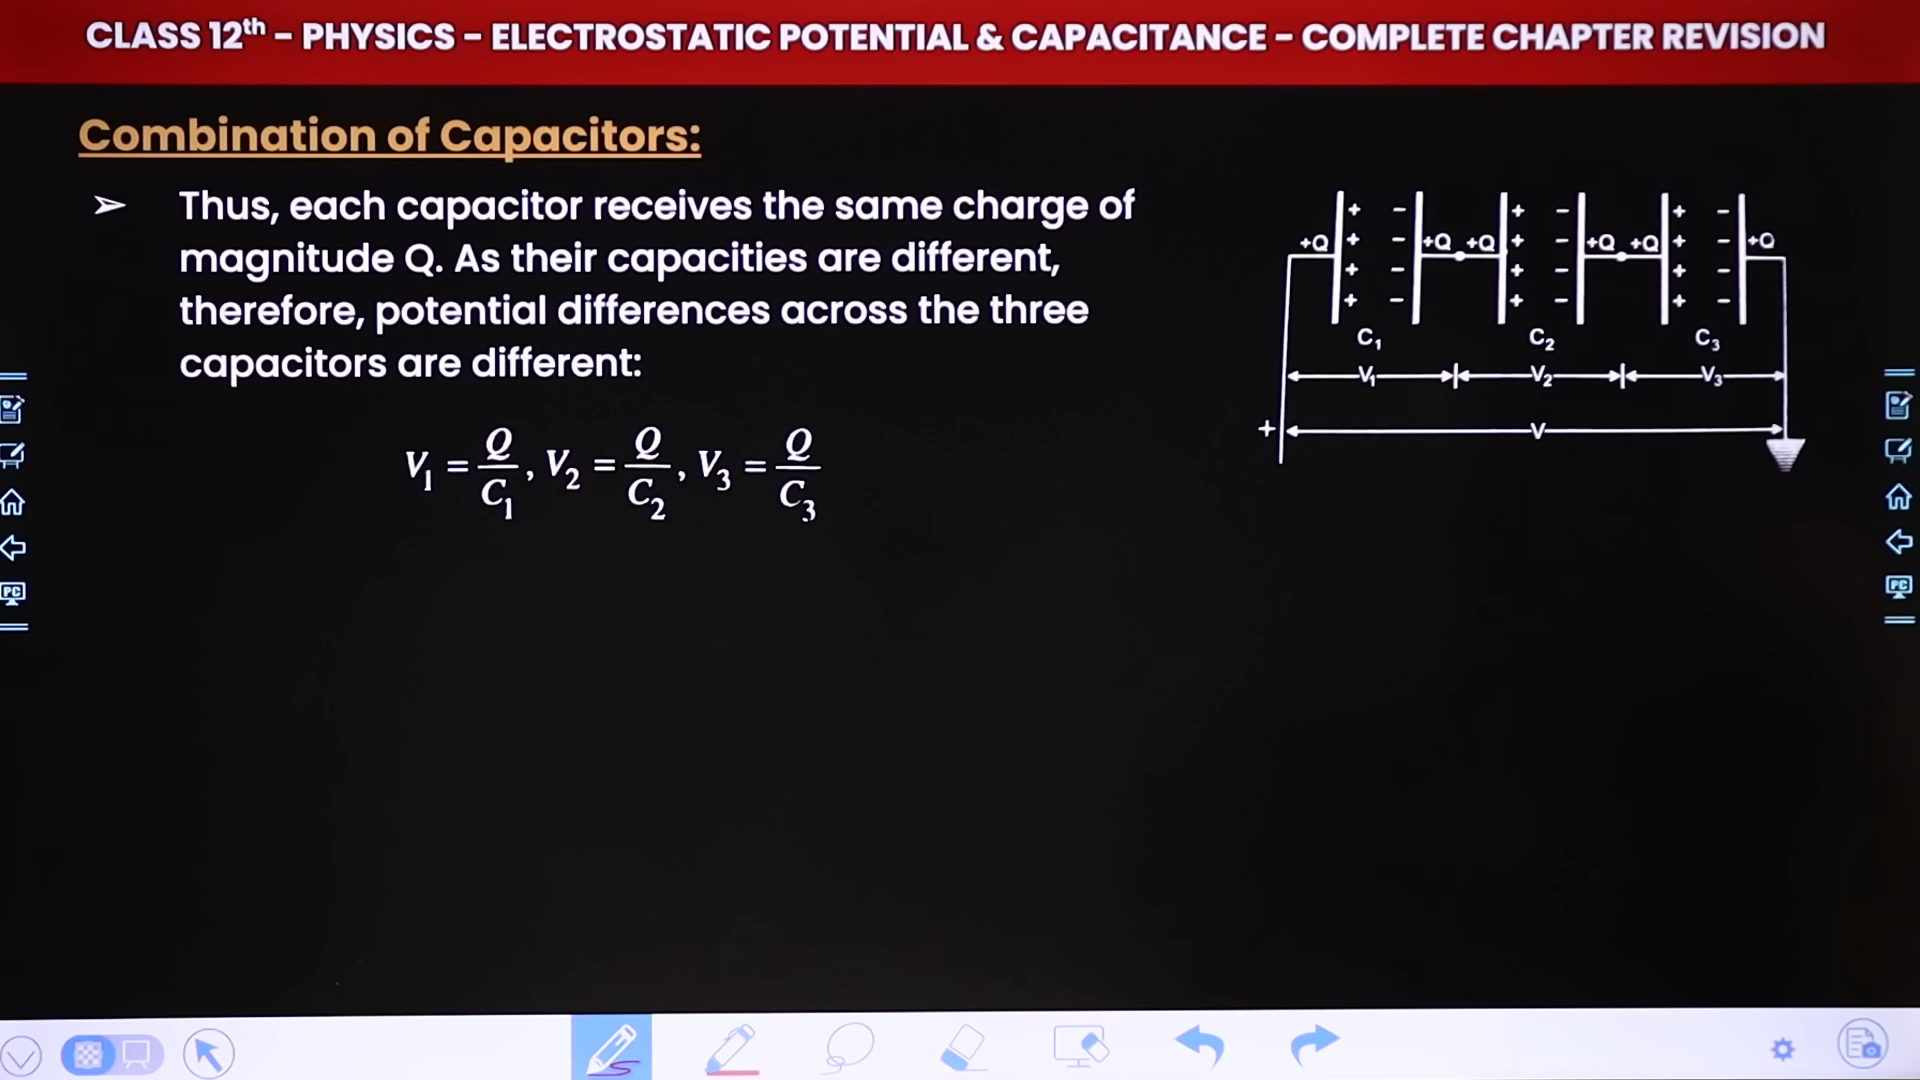 CLASS 12th - PHYSICS - ELECTROSTATIC POTENTIAL & CAPACITANCE - COMPLETE CHAPTER REVISION
Combination of Capacitors:
➢ Thus, each capacitor receives the same charge of
magnitude Q. As their capacities are different,
therefore, potential differences across the three
capacitors are different:
V₁ = Q/C₁, V₂ = Q/C₂, V₃ = Q/C₃
+ - + - + -
+Q + - +Q +Q + - +Q +Q + - +Q
+ - + - + -
+ - + - + -
C₁ C₂ C₃
V₁ V₂ V₃
+ V
PC PC